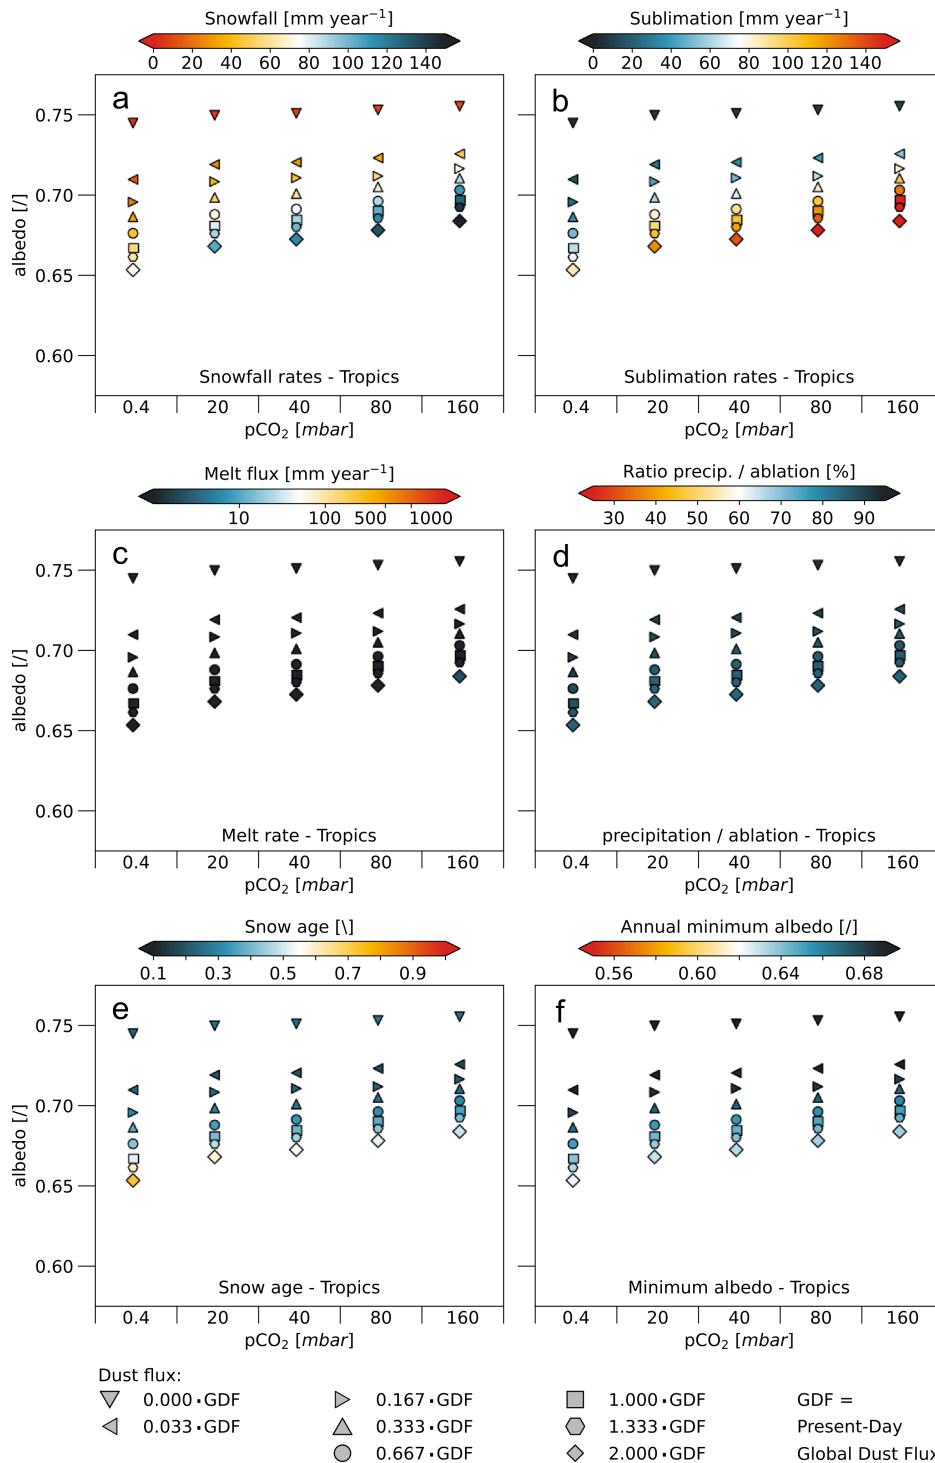 Snowfall [mm year⁻¹]
0 20 40 60 80 100 120 140
a
0.75
0.70
0.65
0.60
albedo [/]
Snowfall rates - Tropics
0.4 20 40 80 160
pCO₂ [mbar]
Sublimation [mm year⁻¹]
0 20 40 60 80 100 120 140
b
Sublimation rates - Tropics
0.4 20 40 80 160
pCO₂ [mbar]
Melt flux [mm year⁻¹]
10 100 500 1000
c
0.75
0.70
0.65
0.60
albedo [/]
Melt rate - Tropics
0.4 20 40 80 160
pCO₂ [mbar]
Ratio precip. / ablation [%]
30 40 50 60 70 80 90
d
precipitation / ablation - Tropics
0.4 20 40 80 160
pCO₂ [mbar]
Snow age [\]
0.1 0.3 0.5 0.7 0.9
e
0.75
0.70
0.65
0.60
albedo [/]
Snow age - Tropics
0.4 20 40 80 160
pCO₂ [mbar]
Annual minimum albedo [/]
0.56 0.60 0.64 0.68
f
Minimum albedo - Tropics
0.4 20 40 80 160
pCO₂ [mbar]
Dust flux:
0.000·GDF
0.033·GDF
0.167·GDF
0.333·GDF
0.667·GDF
1.000·GDF
1.333·GDF
2.000·GDF
GDF =
Present-Day
Global Dust Flux